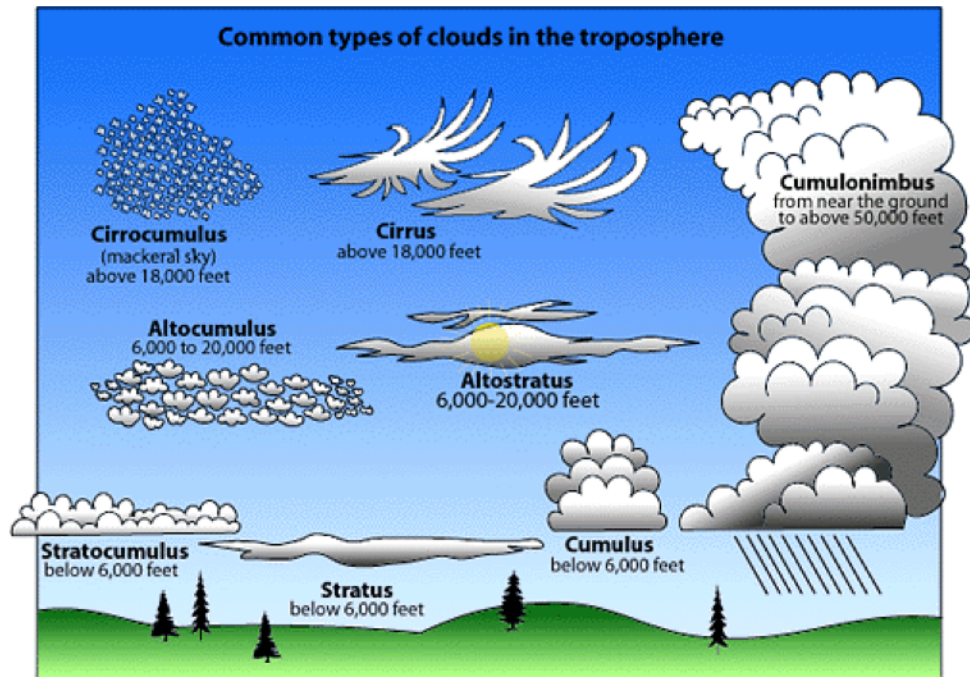 Common types of clouds in the troposphere
Cirrocumulus
(mackeral sky)
above 18,000 feet
Cirrus
above 18,000 feet
Cumulonimbus
from near the ground
to above 50,000 feet
Altocumulus
6,000 to 20,000 feet
Altostratus
6,000-20,000 feet
Stratocumulus
below 6,000 feet
Stratus
below 6,000 feet
Cumulus
below 6,000 feet